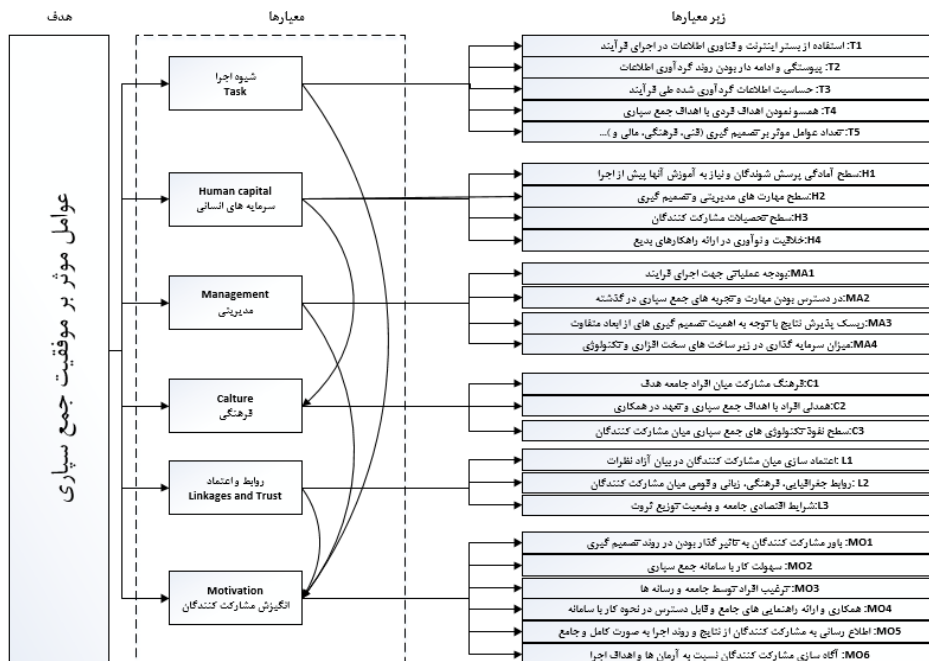 هدف
معیارها
زیر معیارها
عوامل موثر بر موفقیت جمع سپاری
شیوه اجرا
Task
T1: استفاده از بستر اینترنت و فناوری اطلاعات در اجرای فرآیند
T2: پیوستگی و ادامه دار بودن روند گردآوری اطلاعات
T3: حساسیت اطلاعات گردآوری شده طی فرآیند
T4: همسو نمودن اهداف فردی با اهداف جمع سپاری
T5: تعداد عوامل موثر بر تصمیم گیری (فنی، فرهنگی، مالی و )...
Human capital
سرمایه های انسانی
H1:سطح آمادگی پرسش شوندگان و نیاز به آموزش آنها پیش از اجرا
H2:سطح مهارت های مدیریتی و تصمیم گیری
H3:سطح تحصیلات مشارکت کنندگان
H4:خلاقیت و نوآوری در ارائه راهکارهای بدیع
Management
مدیریتی
MA1:بودجه عملیاتی جهت اجرای فرایند
MA2:در دسترس بودن مهارت و تجربه های جمع سپاری در گذشته
MA3:ریسک پذیرش نتایج با توجه به اهمیت تصمیم گیری های از ابعاد متفاوت
MA4:میزان سرمایه گذاری در زیر ساخت های سخت افزاری و تکنولوژی
Calture
فرهنگی
C1:فرهنگ مشارکت میان افراد جامعه هدف
C2:همدلی افراد با اهداف جمع سپاری و تعهد در همکاری
C3:سطح نفوذ تکنولوژی های جمع سپاری میان مشارکت کنندگان
روابط و اعتماد
Linkages and Trust
L1 :اعتماد سازی میان مشارکت کنندگان در بیان آزاد نظرات
L2 :روابط جغرافیایی، فرهنگی، زبانی و قومی میان مشارکت کنندگان
L3:شرایط اقتصادی جامعه و وضعیت توزیع ثروت
Motivation
انگیزش مشارکت کنندگان
MO1: باور مشارکت کنندگان به تاثیر گذار بودن در روند تصمیم گیری
MO2: سهولت کار با سامانه جمع سپاری
MO3: ترغیب افراد توسط جامعه و رسانه ها
MO4: همکاری و ارائه راهنمایی های جامع و قابل دسترس در نحوه کار با سامانه
MO5: اطلاع رسانی به مشارکت کنندگان از نتایج و روند اجرا به صورت کامل و جامع
MO6: آگاه سازی مشارکت کنندگان نسبت به آرمان ها و اهداف اجرا